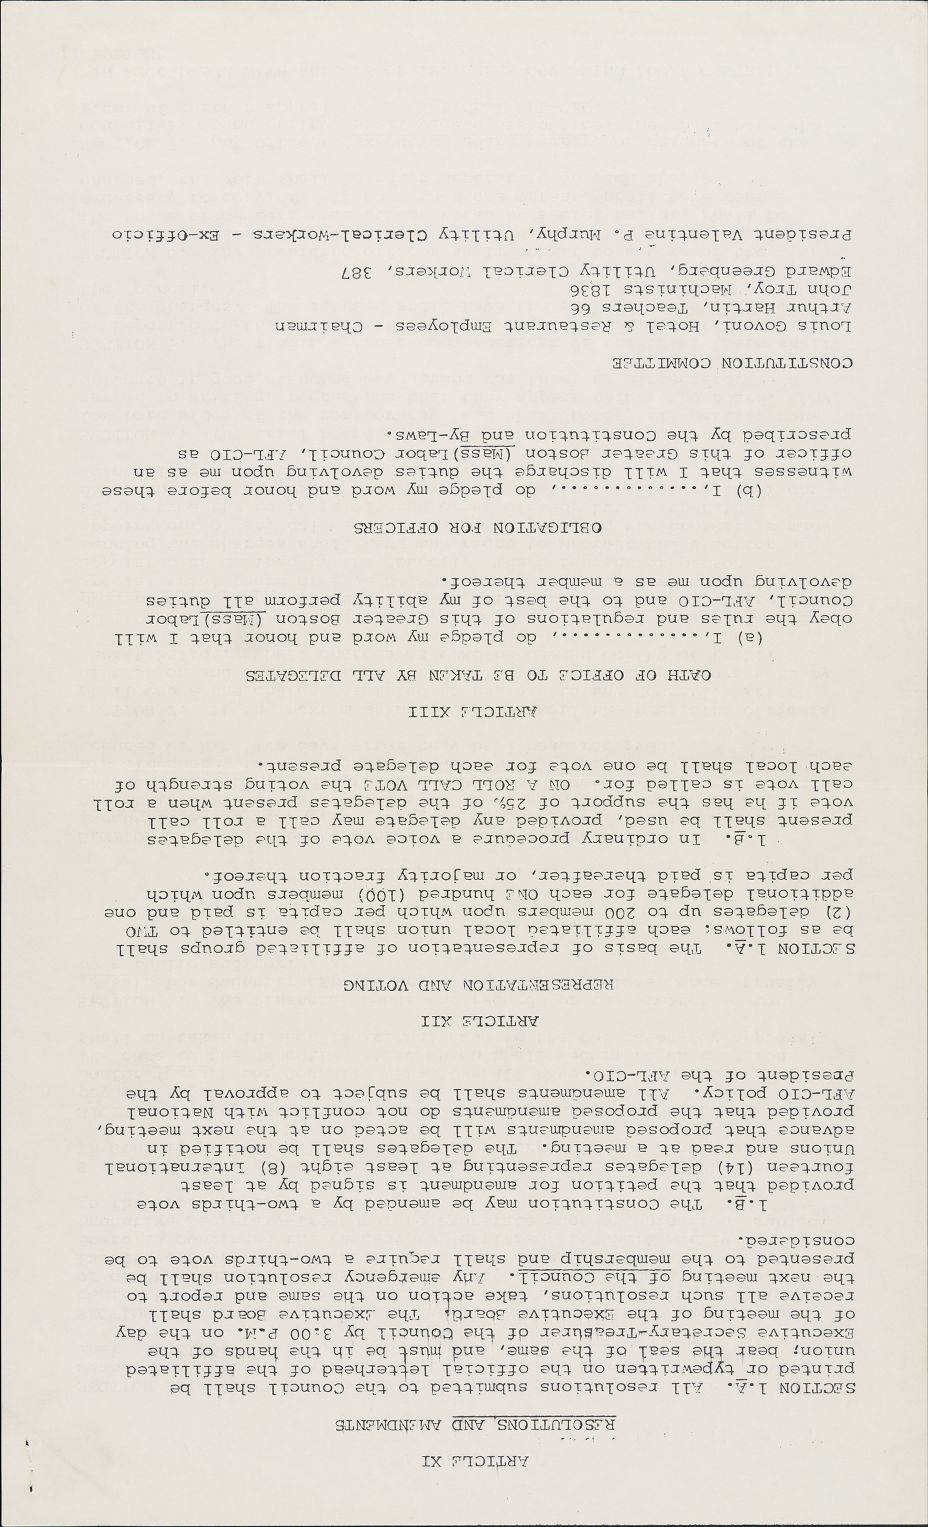 ARTICLE XI
RESOLUTIONS AND AMENDMENTS
SECTION 1.A. All resolutions submitted to the Council shall be
printed or typewritten on the official letterhead of the affiliated
union; bear the seal of the same, and must be in the hands of the
Executive Secretary-Treasurer of the Council by 3:00 P.M. on the day
of the meeting of the Executive Board. The Executive Board shall
receive all such resolutions, take action on the same and report to
the next meeting of the Council. Any emergency resolution shall be
presented to the membership and shall require a two-thirds vote to be
considered.
1.B. The Constitution may be amended by a two-thirds vote
provided that the petition for amendment is signed by at least
fourteen (14) delegates representing at least eight (8) International
Unions and read at a meeting. The delegates shall be notified in
advance that proposed amendments will be acted on at the next meeting,
provided that the proposed amendments do not conflict with National
AFL-CIO policy. All amendments shall be subject to approval by the
President of the AFL-CIO.
ARTICLE XII
REPRESENTATION AND VOTING
SECTION 1.A. The basis of representation of affiliated groups shall
be as follows: each affiliated local union shall be entitled to TWO
(2) delegates up to 200 members upon which per capita is paid and one
additional delegate for each ONE hundred (100) members upon which
per capita is paid thereafter, or majority fraction thereof.
1.B. In ordinary procedure a voice vote of the delegates
present shall be used, provided any delegate may call a roll call
vote if he has the support of 25% of the delegates present when a roll
call vote is called for. ON A ROLL CALL VOTE the voting strength of
each local shall be one vote for each delegate present.
ARTICLE XIII
OATH OF OFFICE TO BE TAKEN BY ALL DELEGATES
(a) I,..............., do pledge my word and honor that I will
obey the rules and regulations of this Greater Boston (Mass) Labor
Council, AFL-CIO and to the best of my ability perform all duties
devolving upon me as a member thereof.
OBLIGATION FOR OFFICERS
(b) I,..............., do pledge my word and honor before these
witnesses that I will discharge the duties devolving upon me as an
officer of this Greater Boston (Mass) Labor Council, AFL-CIO as
prescribed by the Constitution and By-Laws.
CONSTITUTION COMMITTEE
Louis Govoni, Hotel & Restaurant Employees - Chairman
Arthur Hartin, Teachers 66
John Troy, Machinists 1836
Edward Greenberg, Utility Clerical Workers, 387
President Valentine P. Murphy, Utility Clerical-Workers - Ex-Officio